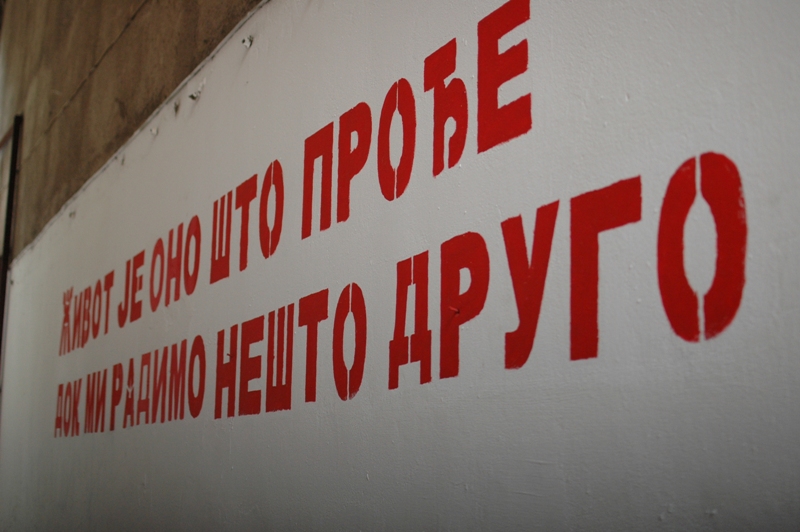 ЖИВОТ ЈЕ ОНО ШТО ПРОЂЕ
ДОК МИ РАДИМО НЕШТО ДРУГО